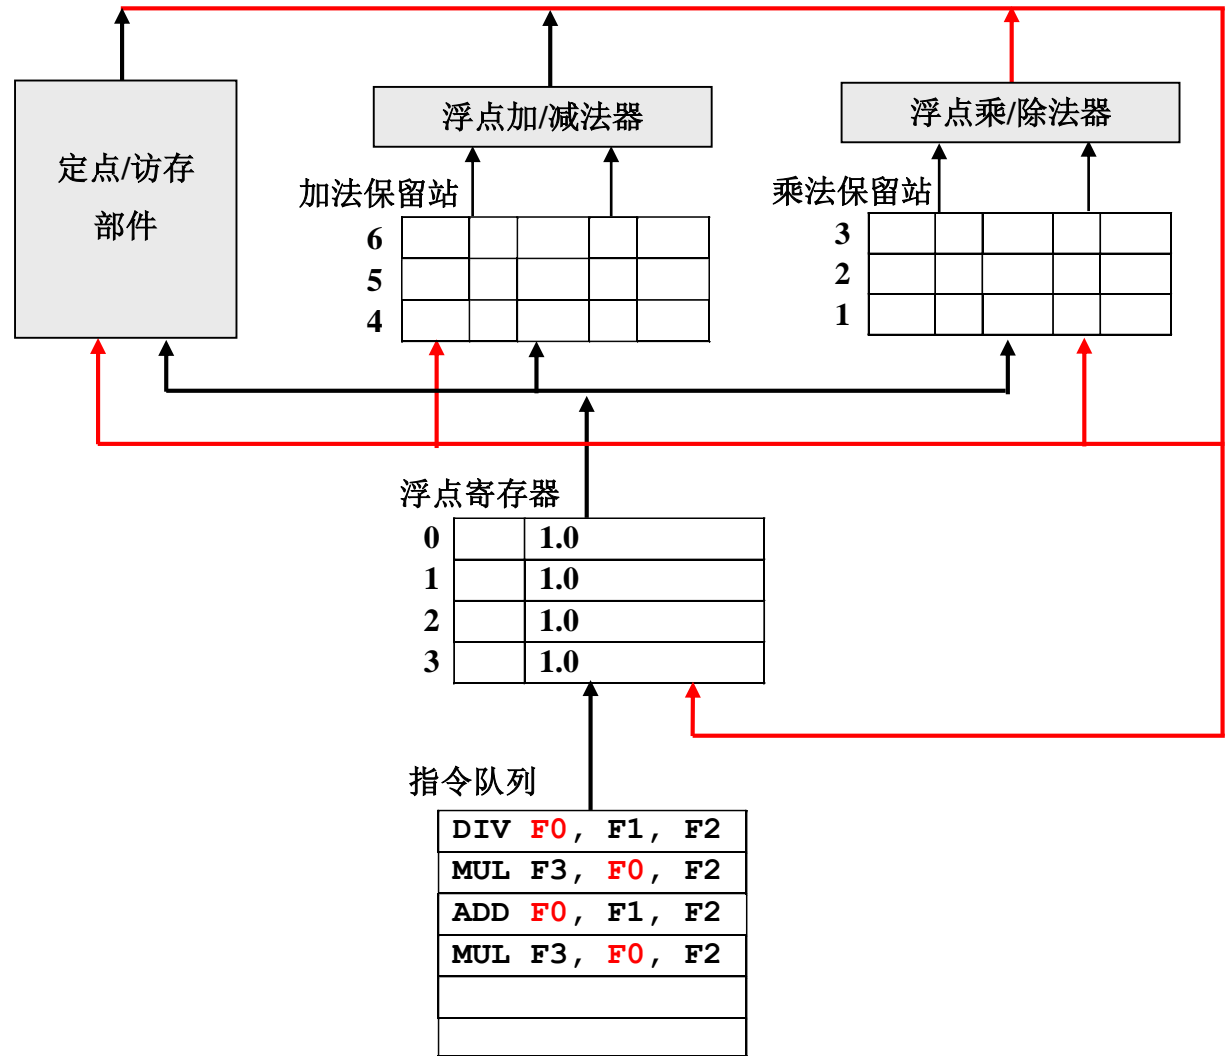 浮点加/减法器
浮点乘/除法器
定点/访存
部件
加法保留站
6
5
4
乘法保留站
3
2
1
浮点寄存器
0 1.0
1 1.0
2 1.0
3 1.0
指令队列
DIV F0, F1, F2
MUL F3, F0, F2
ADD F0, F1, F2
MUL F3, F0, F2